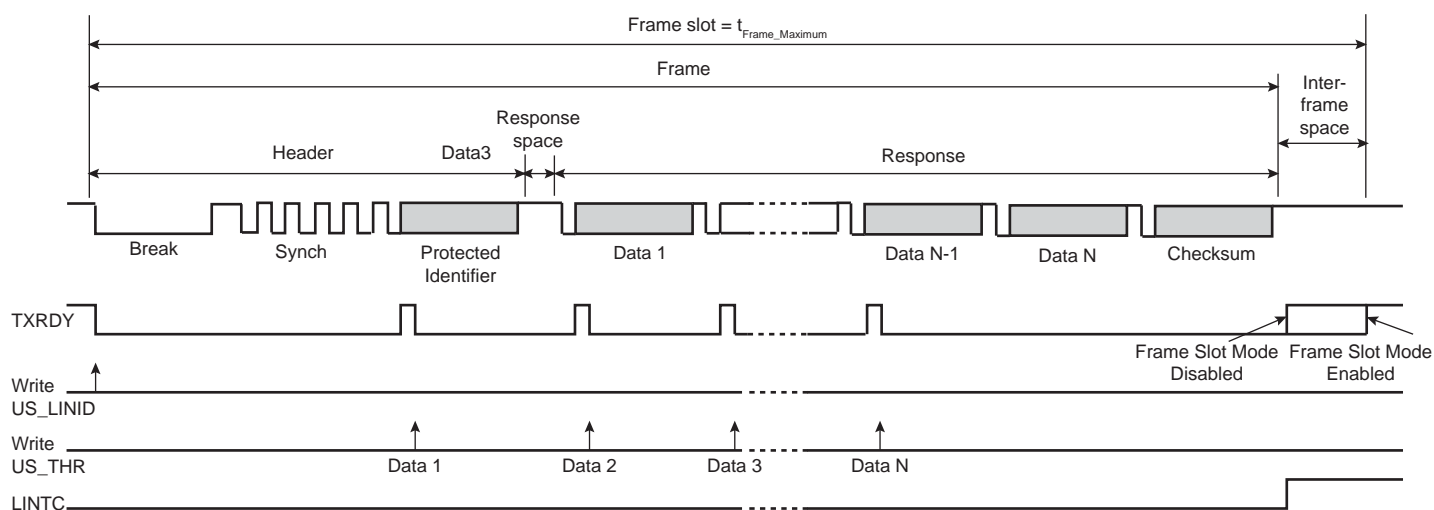 Frame slot = tFrame_Maximum
Frame
Inter-
frame
space
Response
space
Header
Data3
Response
Break
Synch
Protected
Identifier
Data 1
Data N-1
Data N
Checksum
TXRDY
Frame Slot Mode
Disabled
Frame Slot Mode
Enabled
Write
US_LINID
Write
US_THR
Data 1
Data 2
Data 3
Data N
LINTC